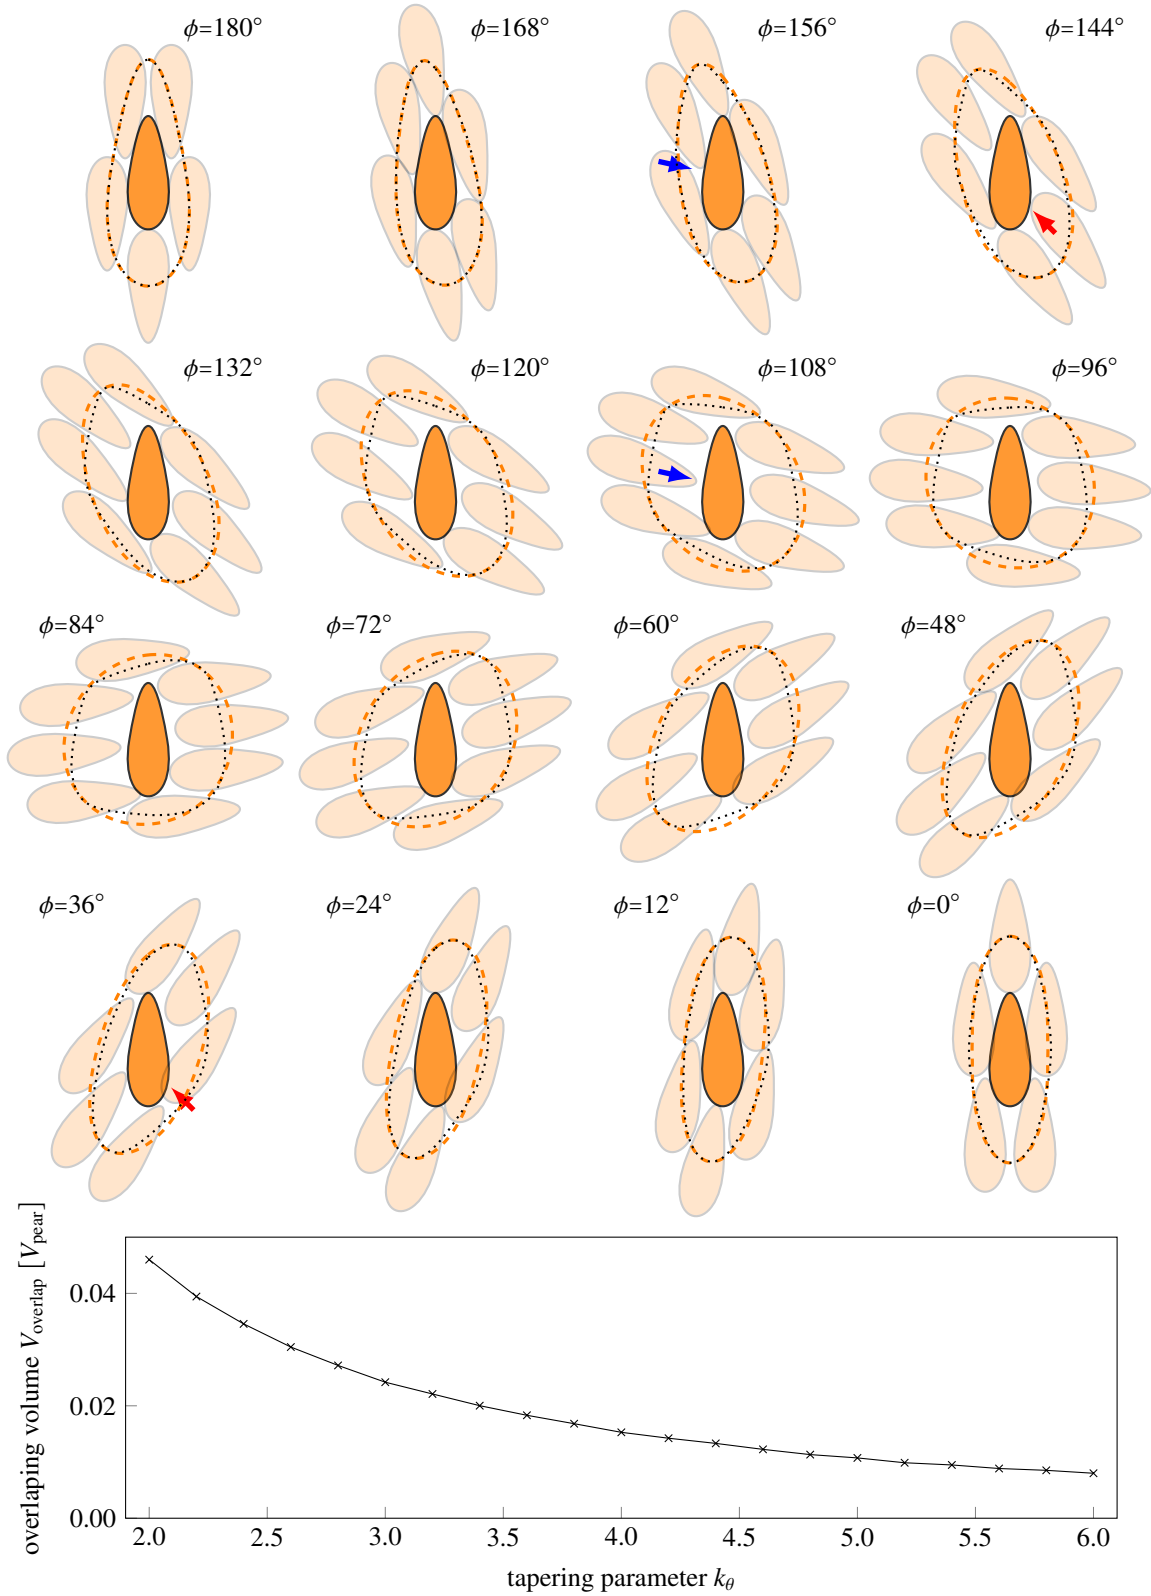 ϕ=180°
ϕ=168°
ϕ=156°
ϕ=144°
ϕ=132°
ϕ=120°
ϕ=108°
ϕ=96°
ϕ=84°
ϕ=72°
ϕ=60°
ϕ=48°
ϕ=36°
ϕ=24°
ϕ=12°
ϕ=0°
overlaping volume V_overlap [V_pear]
0.04
0.02
0.00
2.0 2.5 3.0 3.5 4.0 4.5 5.0 5.5 6.0
tapering parameter k_θ